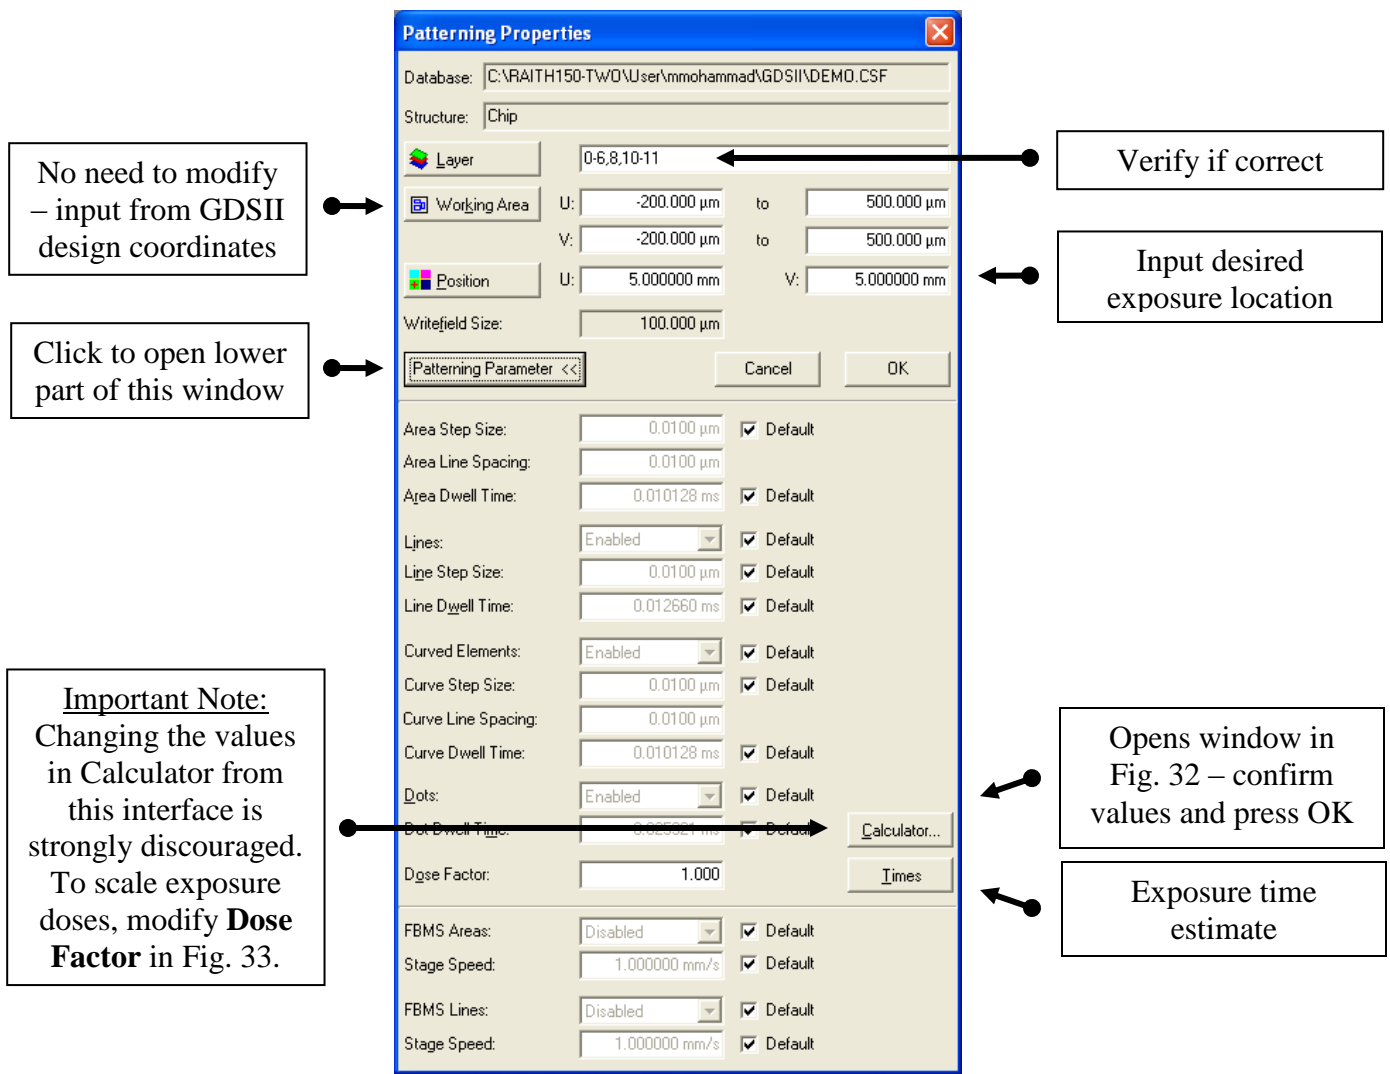 Patterning Properties
Database: C:\RAITH150-TWO\User\mmohammad\GDSII\DEMO.CSF
Structure: Chip
Layer 0-6,8,10-11
Working Area U: -200.000 µm to 500.000 µm
V: -200.000 µm to 500.000 µm
Position U: 5.000000 mm V: 5.000000 mm
Writefield Size: 100.000 µm
Patterning Parameter << Cancel OK
Area Step Size: 0.0100 µm Default
Area Line Spacing: 0.0100 µm
Area Dwell Time: 0.010128 ms Default
Lines: Enabled Default
Line Step Size: 0.0100 µm Default
Line Dwell Time: 0.012660 ms Default
Curved Elements: Enabled Default
Curve Step Size: 0.0100 µm Default
Curve Line Spacing: 0.0100 µm
Curve Dwell Time: 0.010128 ms Default
Dots: Enabled Default
Dot Dwell Time: ms Default Calculator...
Dose Factor: 1.000 Times
FBMS Areas: Disabled Default
Stage Speed: 1.000000 mm/s Default
FBMS Lines: Disabled Default
Stage Speed: 1.000000 mm/s Default
No need to modify
– input from GDSII
design coordinates
Click to open lower
part of this window
Important Note:
Changing the values
in Calculator from
this interface is
strongly discouraged.
To scale exposure
doses, modify Dose
Factor in Fig. 33.
Verify if correct
Input desired
exposure location
Opens window in
Fig. 32 – confirm
values and press OK
Exposure time
estimate